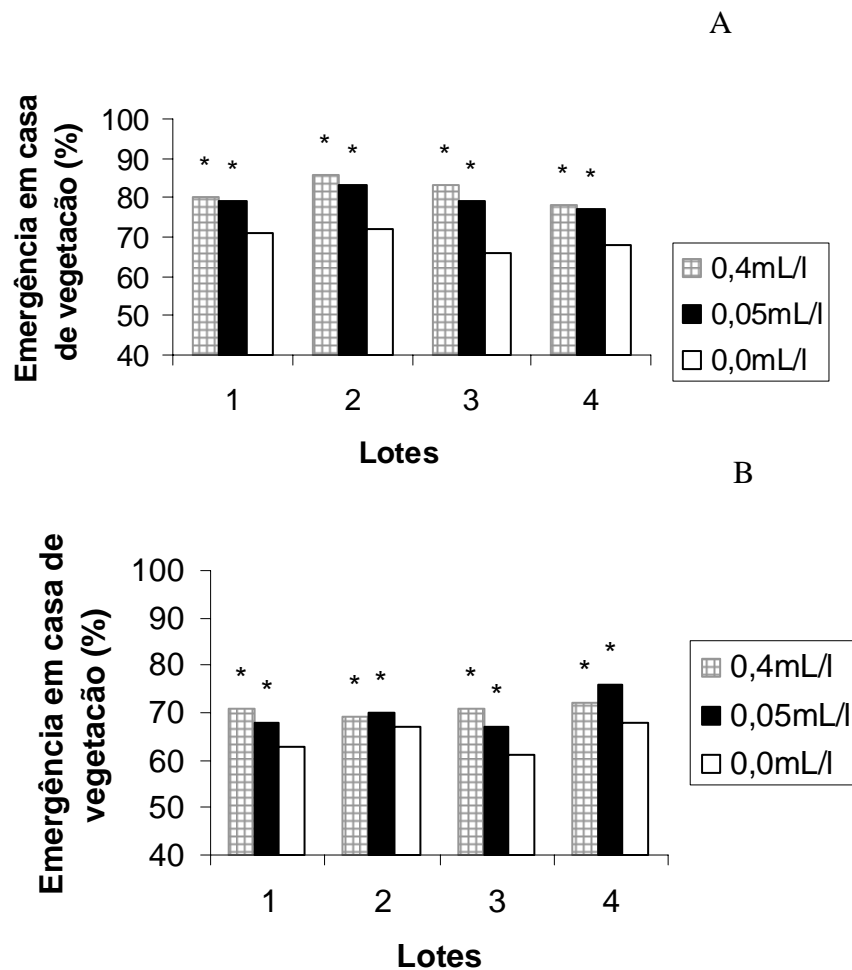 A
Emergência em casa
de vegetacão (%)
100
90
80
70
60
50
40
* * * * * * * *
1 2 3 4
Lotes
0,4mL/l
0,05mL/l
0,0mL/l
B
Emergência em casa de
vegetacão (%)
100
90
80
70
60
50
40
* * * * * * * *
1 2 3 4
Lotes
0,4mL/l
0,05mL/l
0,0mL/l